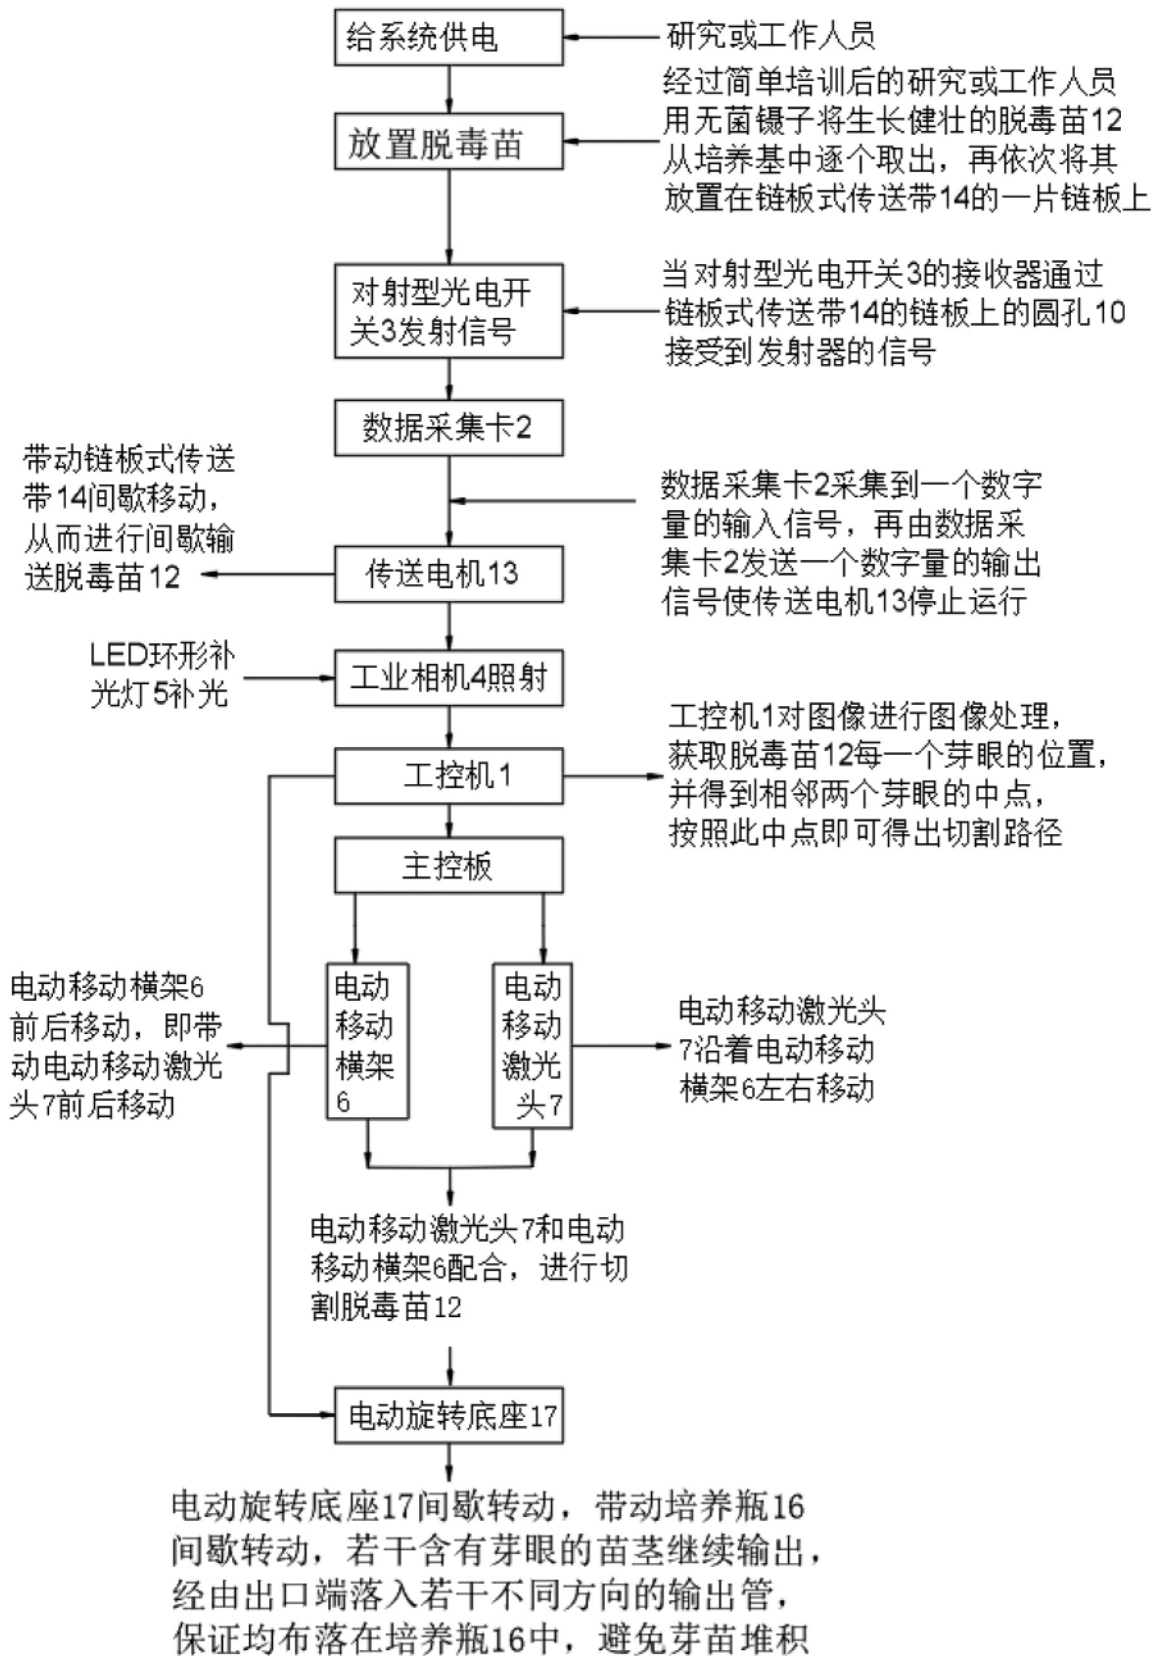 给系统供电
研究或工作人员
经过简单培训后的研究或工作人员
用无菌镊子将生长健壮的脱毒苗12
从培养基中逐个取出，再依次将其
放置在链板式传送带14的一片链板上
放置脱毒苗
对射型光电开
关3发射信号
当对射型光电开关3的接收器通过
链板式传送带14的链板上的圆孔10
接受到发射器的信号
数据采集卡2
数据采集卡2采集到一个数字
量的输入信号，再由数据采
集卡2发送一个数字量的输出
信号使传送电机13停止运行
带动链板式传送
带14间歇移动，
从而进行间歇输
送脱毒苗12
传送电机13
LED环形补
光灯5补光
工业相机4照射
工控机1
工控机1对图像进行图像处理，
获取脱毒苗12每一个芽眼的位置，
并得到相邻两个芽眼的中点，
按照此中点即可得出切割路径
主控板
电动移动横架6
前后移动，即带
动电动移动激光
头7前后移动
电动
移动
横架
6
电动
移动
激光
头7
电动移动激光头
7沿着电动移动
横架6左右移动
电动移动激光头7和电动
移动横架6配合，进行切
割脱毒苗12
电动旋转底座17
电动旋转底座17间歇转动，带动培养瓶16
间歇转动，若干含有芽眼的苗茎继续输出，
经由出口端落入若干不同方向的输出管，
保证均布落在培养瓶16中，避免芽苗堆积